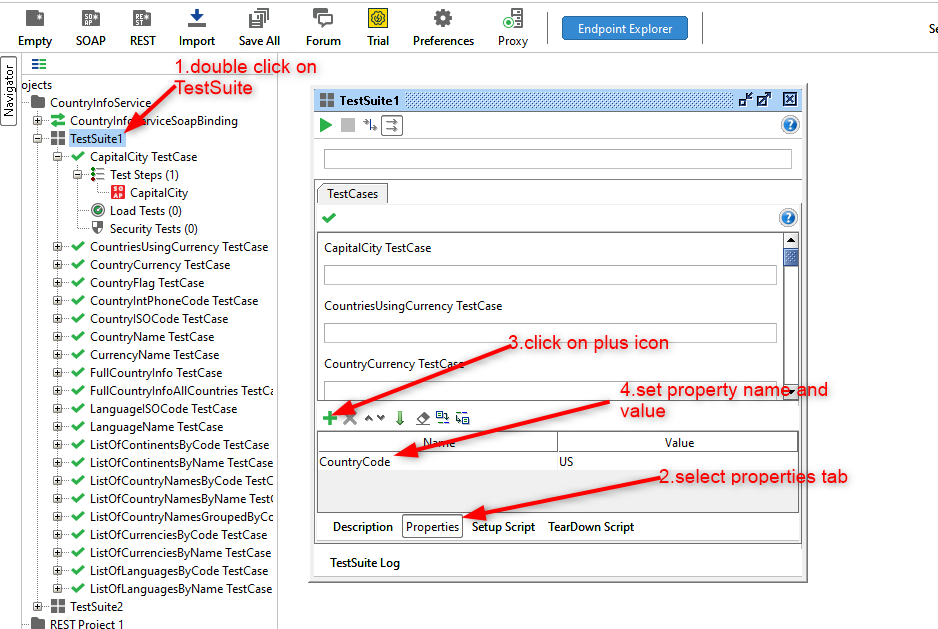 Empty
SOAP
REST
Import
Save All
Forum
Trial
Preferences
Proxy
Endpoint Explorer
Se
Navigator
ojects
1.double click on
TestSuite
CountryInfoService
CountryInfoServiceSoapBinding
TestSuite1
CapitalCity TestCase
Test Steps (1)
CapitalCity
Load Tests (0)
Security Tests (0)
CountriesUsingCurrency TestCase
CountryCurrency TestCase
CountryFlag TestCase
CountryIntPhoneCode TestCase
CountryISOCode TestCase
CountryName TestCase
CurrencyName TestCase
FullCountryInfo TestCase
FullCountryInfoAllCountries TestCa
LanguageISOCode TestCase
LanguageName TestCase
ListOfContinentsByCode TestCase
ListOfContinentsByName TestCase
ListOfCountryNamesByCode TestC
ListOfCountryNamesByName TestC
ListOfCountryNamesGroupedByCo
ListOfCurrenciesByCode TestCase
ListOfCurrenciesByName TestCase
ListOfLanguagesByCode TestCase
ListOfLanguagesByName TestCase
TestSuite2
REST Project 1
TestSuite1
TestCases
CapitalCity TestCase
CountriesUsingCurrency TestCase
3.click on plus icon
CountryCurrency TestCase
4.set property name and
value
Name Value
CountryCode US
2.select properties tab
Description Properties Setup Script TearDown Script
TestSuite Log